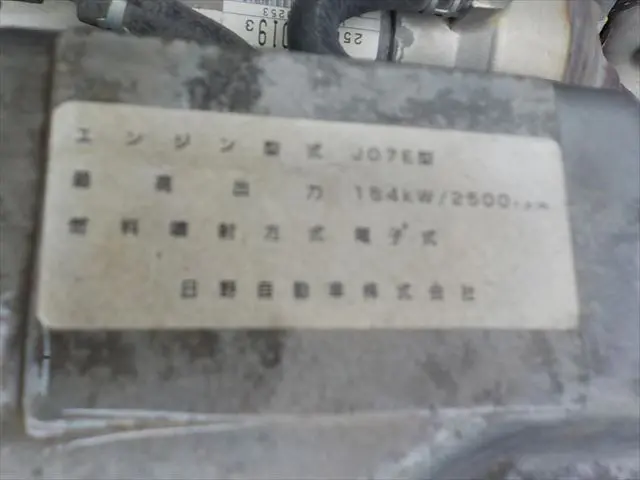 エンジン型式 J07E型
最高出力 184kW/2500rpm
燃料噴射方式 電子式
日野自動車株式会社